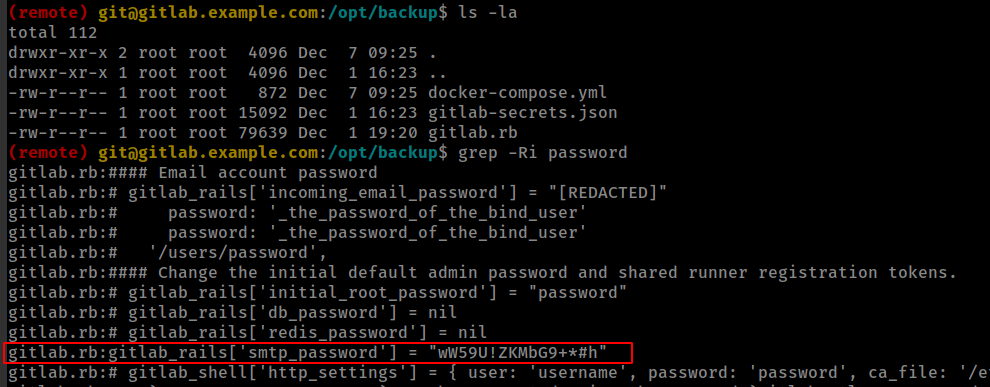 (remote) git@gitlab.example.com:/opt/backup$ ls -la
total 112
drwxr-xr-x 2 root root  4096 Dec  7 09:25 .
drwxr-xr-x 1 root root  4096 Dec  1 16:23 ..
-rw-r--r-- 1 root root   872 Dec  7 09:25 docker-compose.yml
-rw-r--r-- 1 root root 15092 Dec  1 16:23 gitlab-secrets.json
-rw-r--r-- 1 root root 79639 Dec  1 19:20 gitlab.rb
(remote) git@gitlab.example.com:/opt/backup$ grep -Ri password
gitlab.rb:#### Email account password
gitlab.rb:# gitlab_rails['incoming_email_password'] = "[REDACTED]"
gitlab.rb:#     password: '_the_password_of_the_bind_user'
gitlab.rb:#     password: '_the_password_of_the_bind_user'
gitlab.rb:#   '/users/password',
gitlab.rb:#### Change the initial default admin password and shared runner registration tokens.
gitlab.rb:# gitlab_rails['initial_root_password'] = "password"
gitlab.rb:# gitlab_rails['db_password'] = nil
gitlab.rb:# gitlab_rails['redis_password'] = nil
gitlab.rb:gitlab_rails['smtp_password'] = "wW59U!ZKMbG9+*#h"
gitlab.rb:# gitlab_shell['http_settings'] = { user: 'username', password: 'password', ca_file: '/e